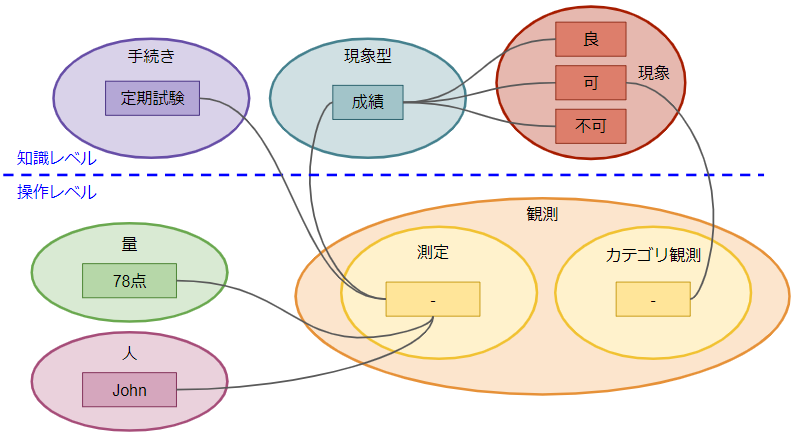 手続き
定期試験
現象型
成績
良
可
現象
不可
知識レベル
操作レベル
観測
量
78点
測定
-
カテゴリ観測
-
人
John